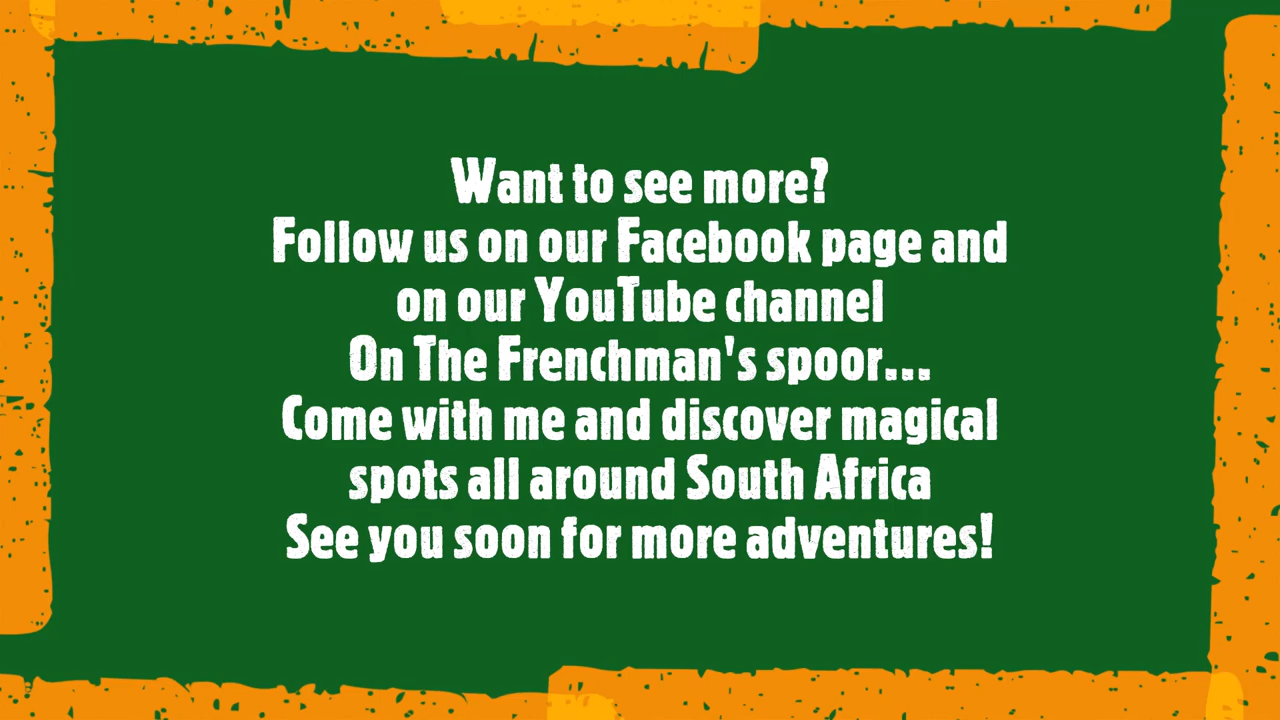 Want to see more?
Follow us on our Facebook page and
on our YouTube channel
On The Frenchman's spoor...
Come with me and discover magical
spots all around South Africa
See you soon for more adventures!